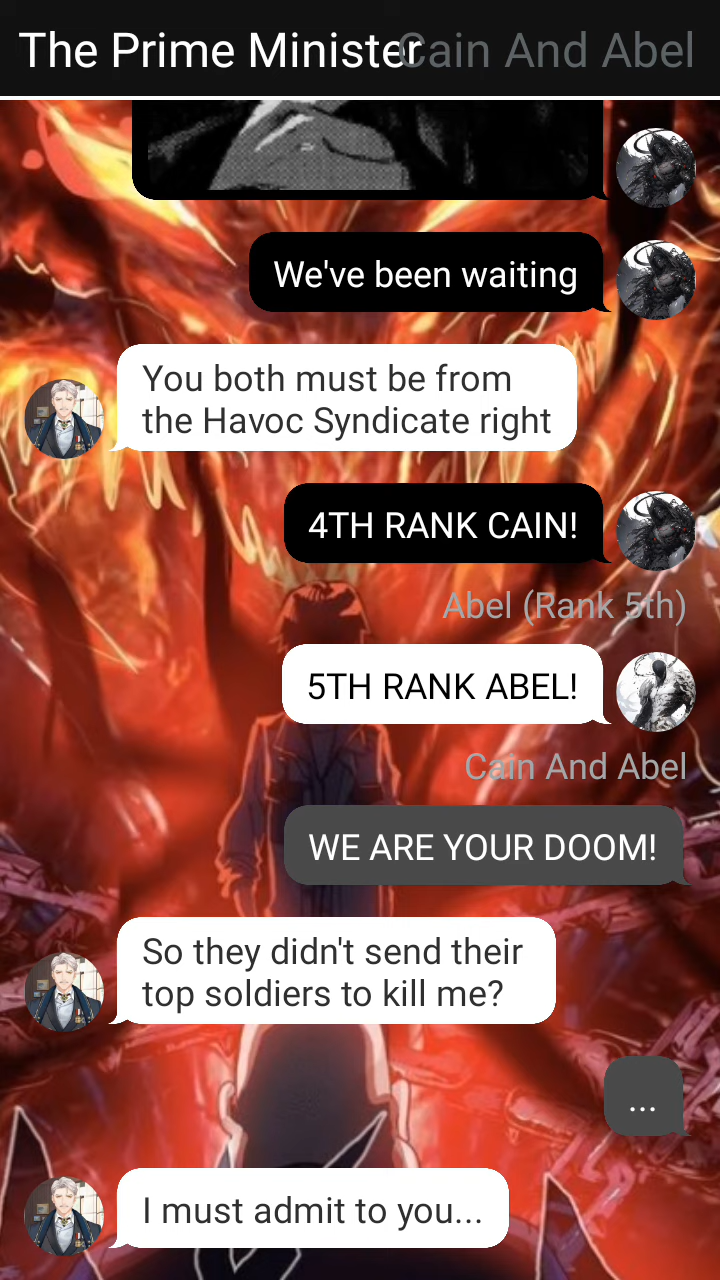 The Prime Minister Cain And Abel
We've been waiting
You both must be from
the Havoc Syndicate right
4TH RANK CAIN!
Abel (Rank 5th)
5TH RANK ABEL!
Cain And Abel
WE ARE YOUR DOOM!
So they didn't send their
top soldiers to kill me?
...
I must admit to you...